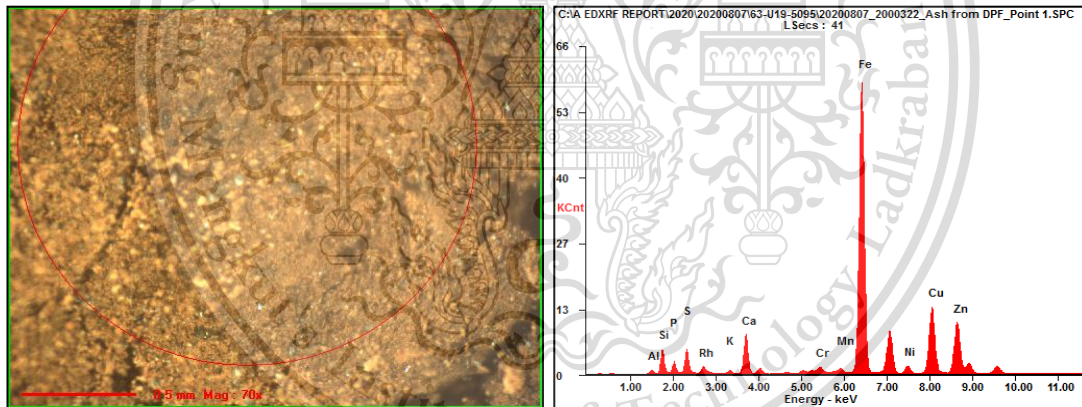 C:\A EDXRF REPORT\2020\20200807\63-U19-5095\20200807_2000322_Ash from DPF_Point 1.SPC
LSecs : 41
66
53
40
KCnt
27
13
0
Fe
Cu
Zn
Ca
S
P
Si
Al
Rh
K
Cr
Mn
Ni
1.00 2.00 3.00 4.00 5.00 6.00 7.00 8.00 9.00 10.00 11.00
Energy - keV
0.5 mm Mag : 70x
Technology Ladkrabang